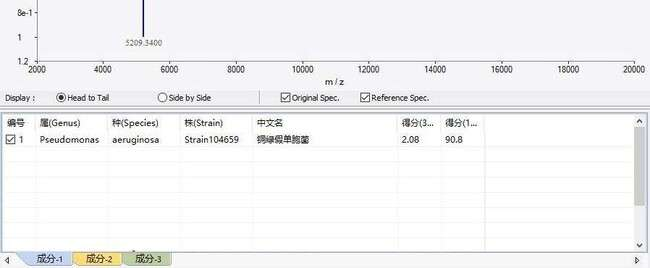 8e-1
1
5209.3400
1.2
2000 4000 6000 8000 10000 12000 14000 16000 18000 20000
m / z
Display : Head to Tail Side by Side Original Spec. Reference Spec.
编号 属(Genus) 种(Species) 株(Strain) 中文名 得分(3... 得分(1...
1 Pseudomonas aeruginosa Strain104659 铜绿假单胞菌 2.08 90.8
成分-1 成分-2 成分-3